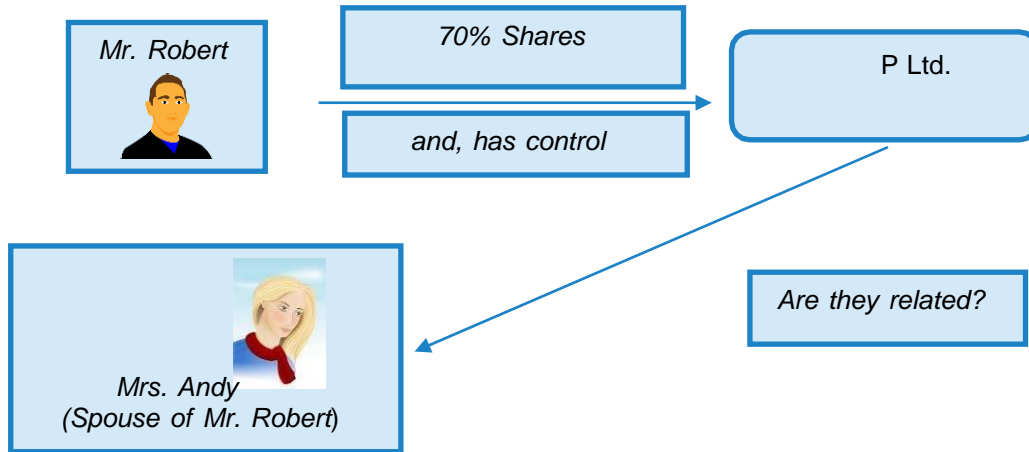 Mr. Robert
70% Shares
P Ltd.
and, has control
Are they related?
Mrs. Andy
(Spouse of Mr. Robert)